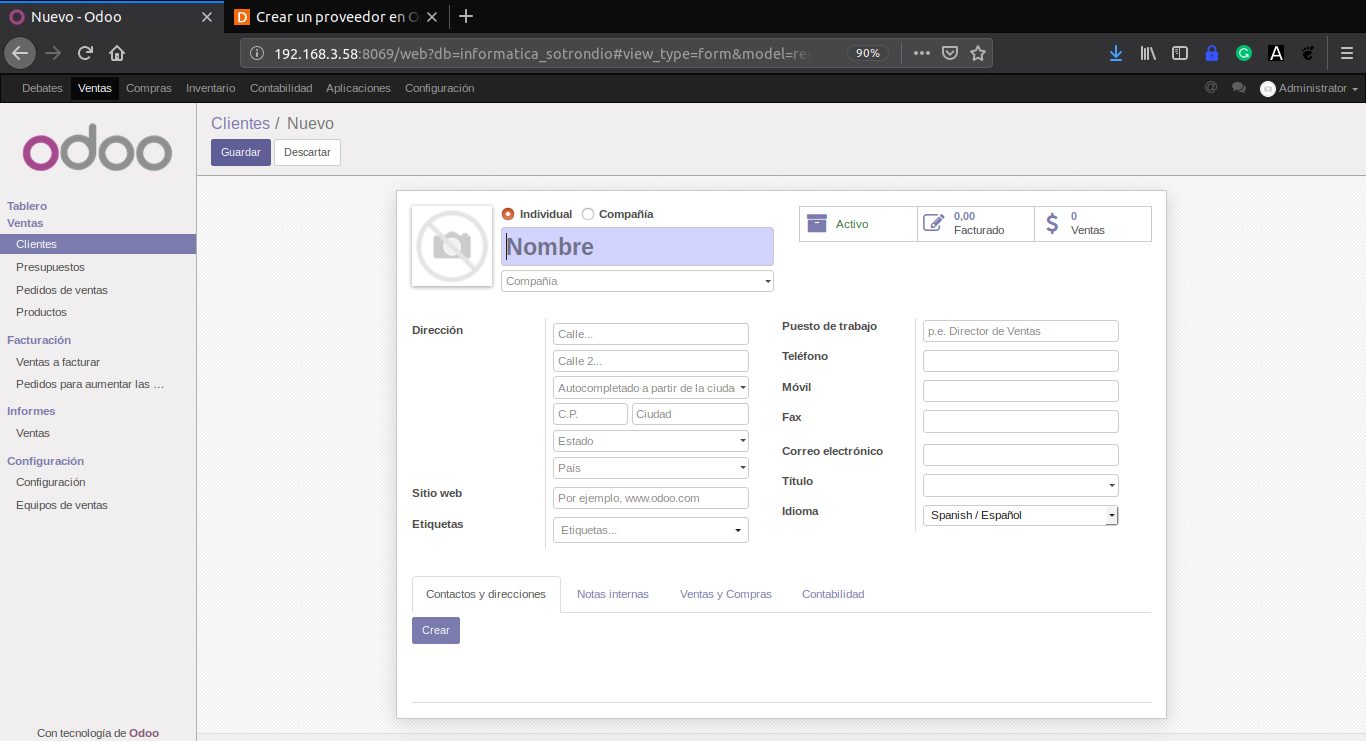 Nuevo - Odoo
Crear un proveedor en O
192.168.3.58:8069/web?db=informatica_sotrondio#view_type=form&model=res
90%
Debates Ventas Compras Inventario Contabilidad Aplicaciones Configuración
@ Administrator
odoo
Clientes / Nuevo
Guardar Descartar
Tablero
Ventas
Clientes
Presupuestos
Pedidos de ventas
Productos
Facturación
Ventas a facturar
Pedidos para aumentar las ...
Informes
Ventas
Configuración
Configuración
Equipos de ventas
Con tecnología de Odoo
Individual Compañía
Nombre
Compañía
Activo
0,00
Facturado
0
Ventas
Dirección
Calle...
Calle 2...
Autocompletado a partir de la ciuda
C.P. Ciudad
Estado
País
Sitio web Por ejemplo, www.odoo.com
Etiquetas Etiquetas...
Puesto de trabajo p.e. Director de Ventas
Teléfono
Móvil
Fax
Correo electrónico
Título
Idioma Spanish / Español
Contactos y direcciones Notas internas Ventas y Compras Contabilidad
Crear